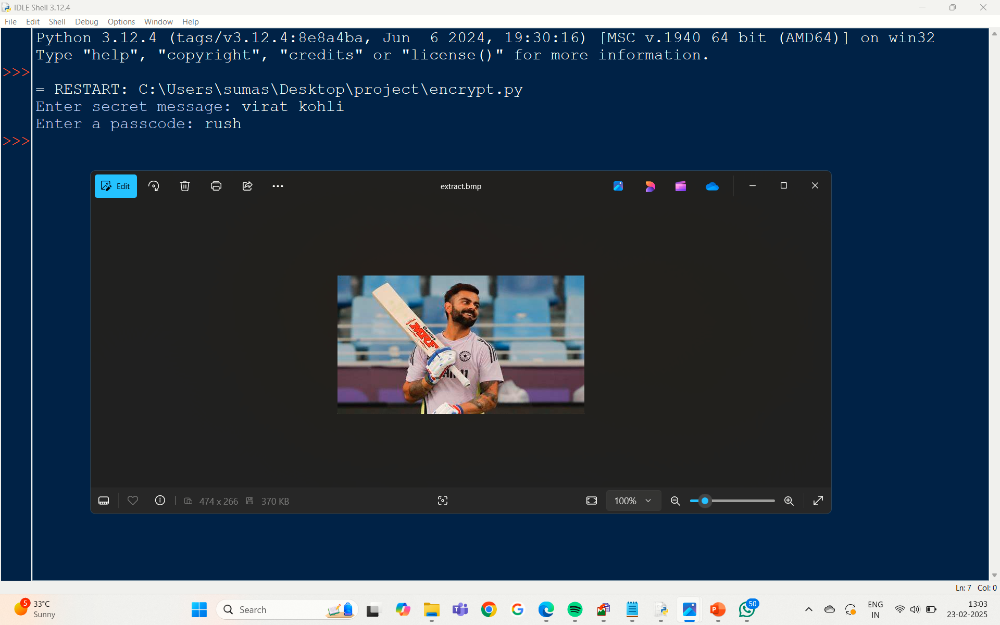 IDLE Shell 3.12.4
File Edit Shell Debug Options Window Help
Python 3.12.4 (tags/v3.12.4:8e8a4ba, Jun  6 2024, 19:30:16) [MSC v.1940 64 bit (AMD64)] on win32
Type "help", "copyright", "credits" or "license()" for more information.
>>>
= RESTART: C:\Users\sumas\Desktop\project\encrypt.py
Enter secret message: virat kohli
Enter a passcode: rush
>>>
Edit
extract.bmp
Genius
MRF
474 x 266 370 KB
100%
Ln: 7 Col: 0
5
33°C
Sunny
Search
50
ENG
IN
13:03
23-02-2025